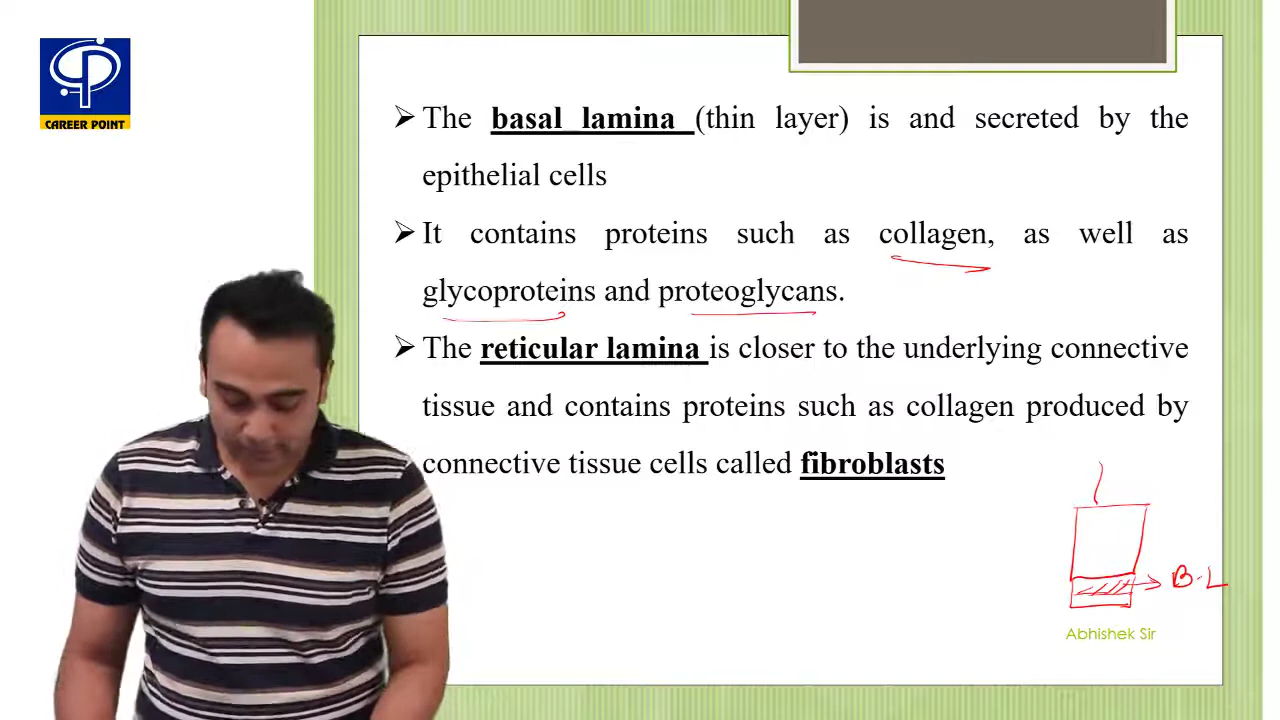 CAREER POINT
➢ The basal lamina (thin layer) is and secreted by the
epithelial cells
➢ It contains proteins such as collagen, as well as
glycoproteins and proteoglycans.
➢ The reticular lamina is closer to the underlying connective
tissue and contains proteins such as collagen produced by
connective tissue cells called fibroblasts
B.L
Abhishek Sir